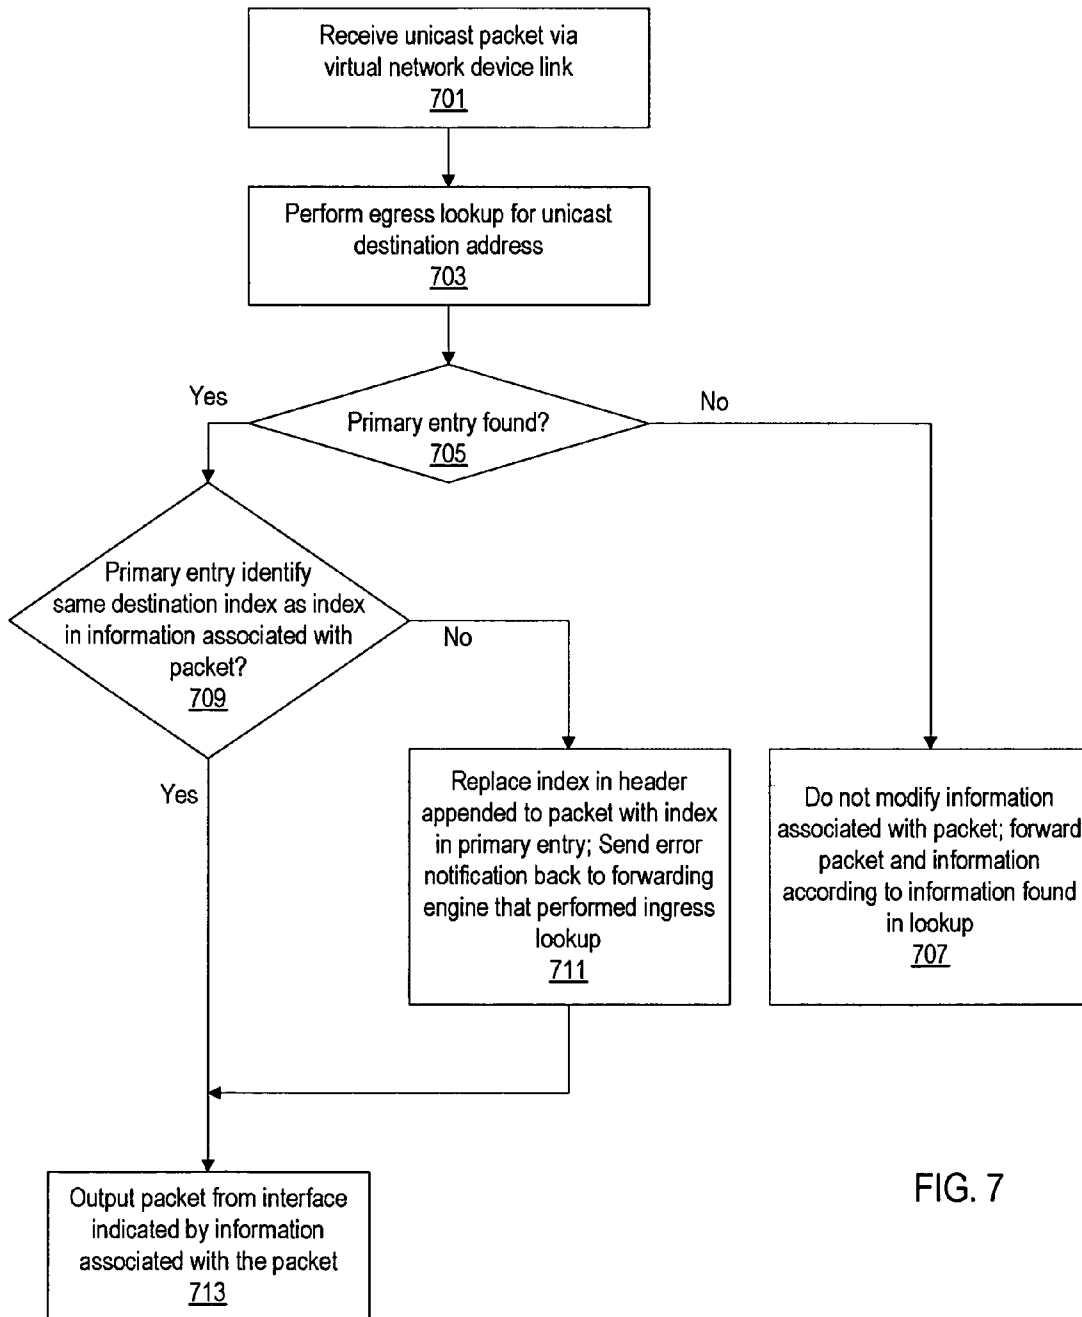 Receive unicast packet via
virtual network device link
701
Perform egress lookup for unicast
destination address
703
Yes
No
Primary entry found?
705
Primary entry identify
same destination index as index
in information associated with
packet?
709
No
Yes
Replace index in header
appended to packet with index
in primary entry; Send error
notification back to forwarding
engine that performed ingress
lookup
711
Do not modify information
associated with packet; forward
packet and information
according to information found
in lookup
707
Output packet from interface
indicated by information
associated with the packet
713
FIG. 7